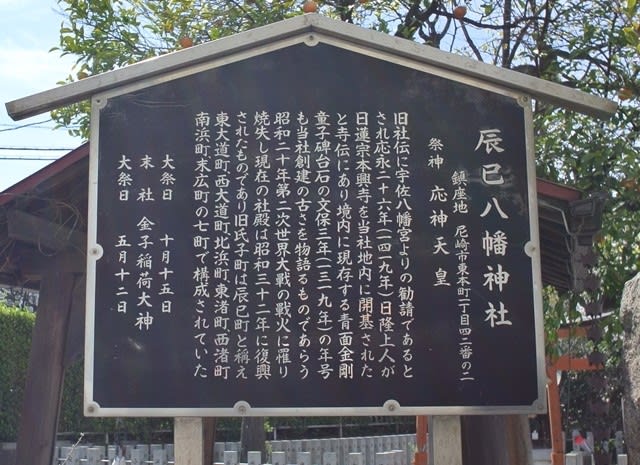 辰巳八幡神社
鎮座地 尼崎市東本町一丁目四二番の二
祭神 応神天皇
旧社伝に宇佐八幡宮よりの勧請であると
され応永二十六年(一四一九年)日隆上人が
日蓮宗本興寺を当社地内に開基された
と寺伝にあり境内に現存する青面金剛
童子碑台石の文保三年(一三一九年)の年号
も当社創建の古さを物語るものであらう
昭和二十年第二次世界大戦の戦火に罹り
焼失し現在の社殿は昭和三十二年に復興
されたものであり旧氏子町は辰巳町と称え
東大道町、西大道町、北浜町、東渚町、西渚町
南浜町、末広町の七町で構成されていた
大祭日 十月十五日
末社 金子稲荷大神
大祭日 五月十二日